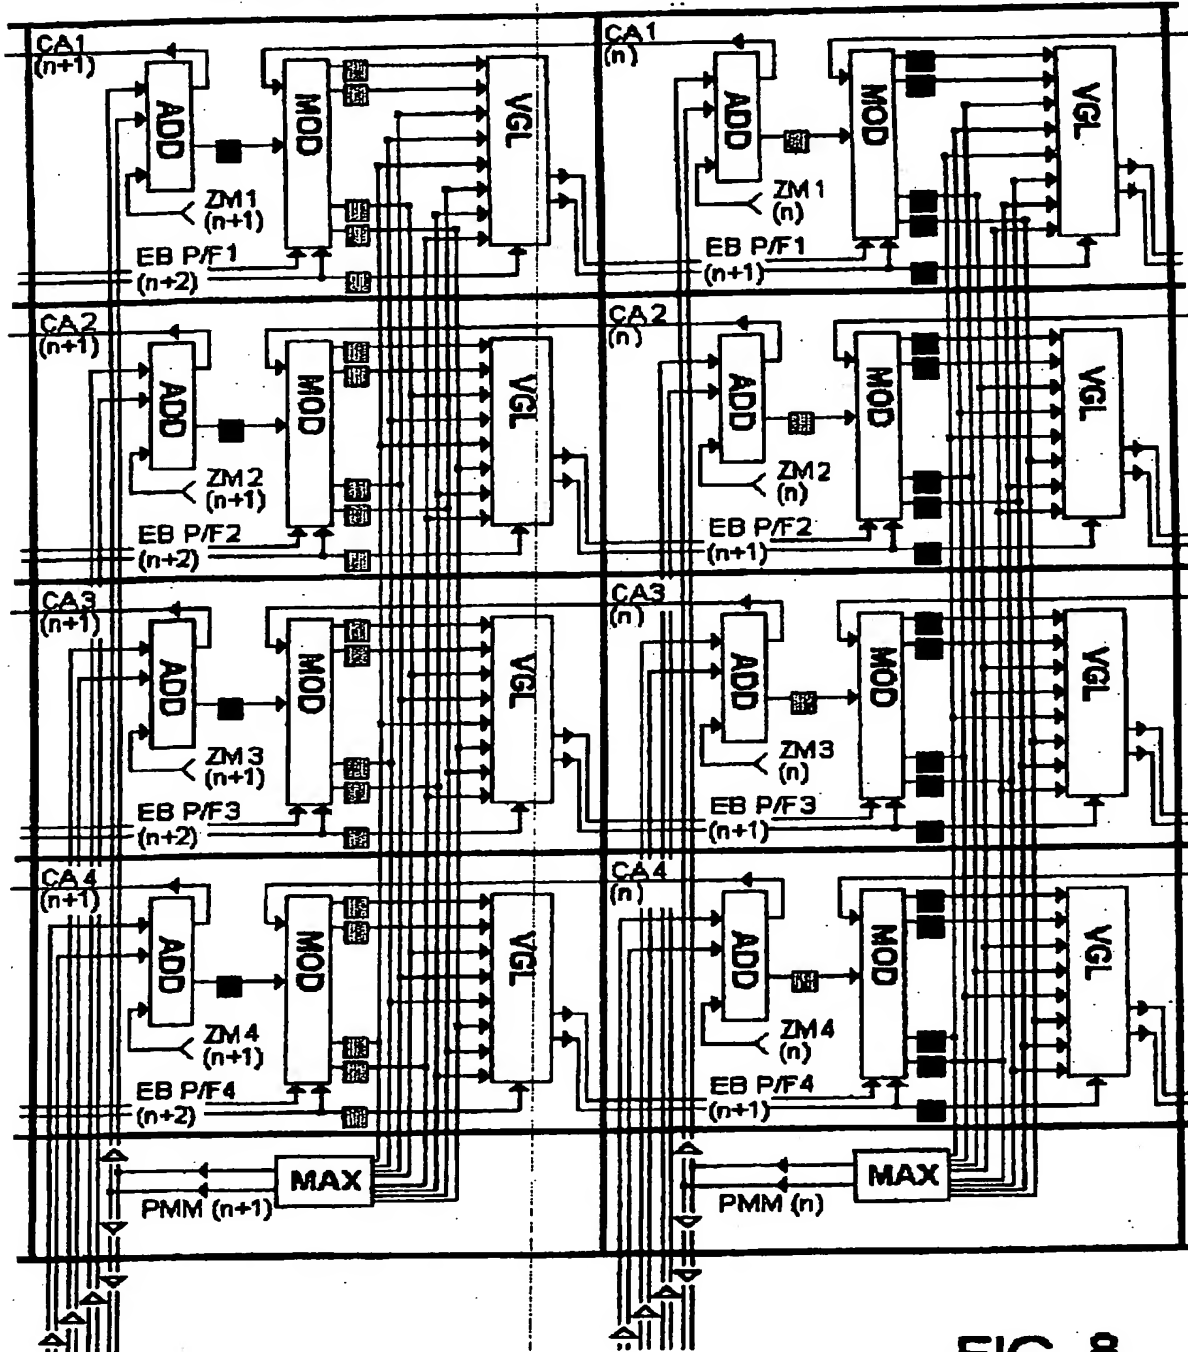 CA1
(n+1)
ADD
MOD
VGL
ZM1
(n+1)
EB P/F1
(n+2)
CA1
(n)
ADD
MOD
VGL
ZM1
(n)
EB P/F1
(n+1)
CA2
(n+1)
ADD
MOD
VGL
ZM2
(n+1)
EB P/F2
(n+2)
CA2
(n)
ADD
MOD
VGL
ZM2
(n)
EB P/F2
(n+1)
CA3
(n+1)
ADD
MOD
VGL
ZM3
(n+1)
EB P/F3
(n+2)
CA3
(n)
ADD
MOD
VGL
ZM3
(n)
EB P/F3
(n+1)
CA4
(n+1)
ADD
MOD
VGL
ZM4
(n+1)
EB P/F4
(n+2)
CA4
(n)
ADD
MOD
VGL
ZM4
(n)
EB P/F4
(n+1)
MAX
PMM (n+1)
MAX
PMM (n)
FIG. 8